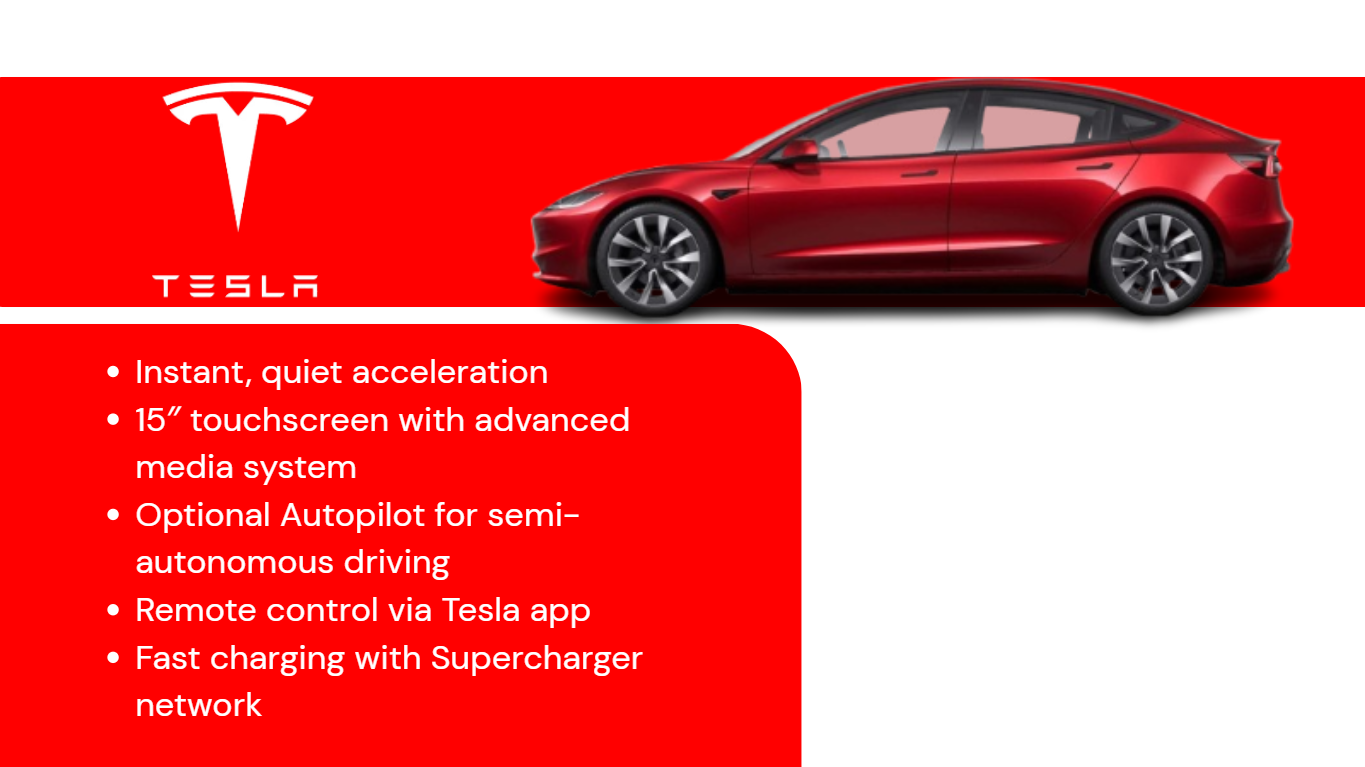 TESLA
• Instant, quiet acceleration
• 15″ touchscreen with advanced
media system
• Optional Autopilot for semi-
autonomous driving
• Remote control via Tesla app
• Fast charging with Supercharger
network